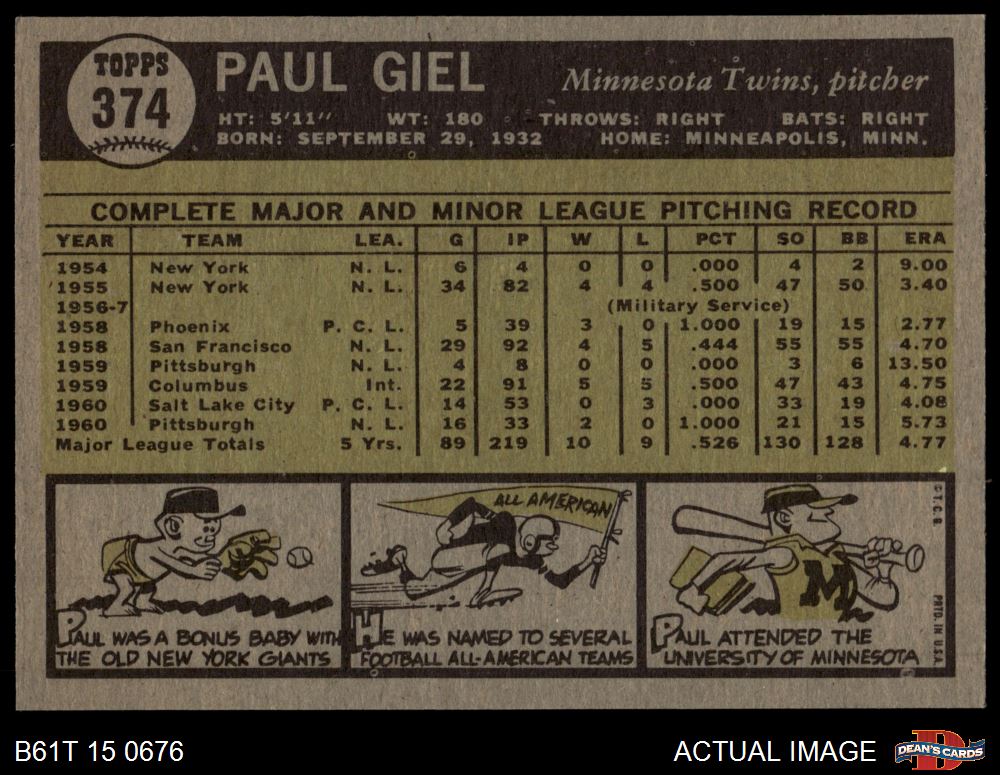 TOPPS
374
PAUL GIEL
Minnesota Twins, pitcher
HT: 5'11" WT: 180 THROWS: RIGHT BATS: RIGHT
BORN: SEPTEMBER 29, 1932 HOME: MINNEAPOLIS, MINN.
COMPLETE MAJOR AND MINOR LEAGUE PITCHING RECORD
YEAR TEAM LEA. G IP W L PCT SO BB ERA
1954 New York N. L. 6 4 0 0 .000 4 2 9.00
1955 New York N. L. 34 82 4 4 .500 47 50 3.40
1956-7 (Military Service)
1958 Phoenix P. C. L. 5 39 3 0 1.000 19 15 2.77
1958 San Francisco N. L. 29 92 4 5 .444 55 55 4.70
1959 Pittsburgh N. L. 4 8 0 0 .000 3 6 13.50
1959 Columbus Int. 22 91 5 5 .500 47 43 4.75
1960 Salt Lake City P. C. L. 14 53 0 3 .000 33 19 4.08
1960 Pittsburgh N. L. 16 33 2 0 1.000 21 15 5.73
Major League Totals 5 Yrs. 89 219 10 9 .526 130 128 4.77
PAUL WAS A BONUS BABY WITH
THE OLD NEW YORK GIANTS
ALL AMERICAN
HE WAS NAMED TO SEVERAL
FOOTBALL ALL-AMERICAN TEAMS
M
PAUL ATTENDED THE
UNIVERSITY OF MINNESOTA
© T. C. G. PRTD. IN U.S.A.
B61T 15 0676
ACTUAL IMAGE
DEAN'S CARDS